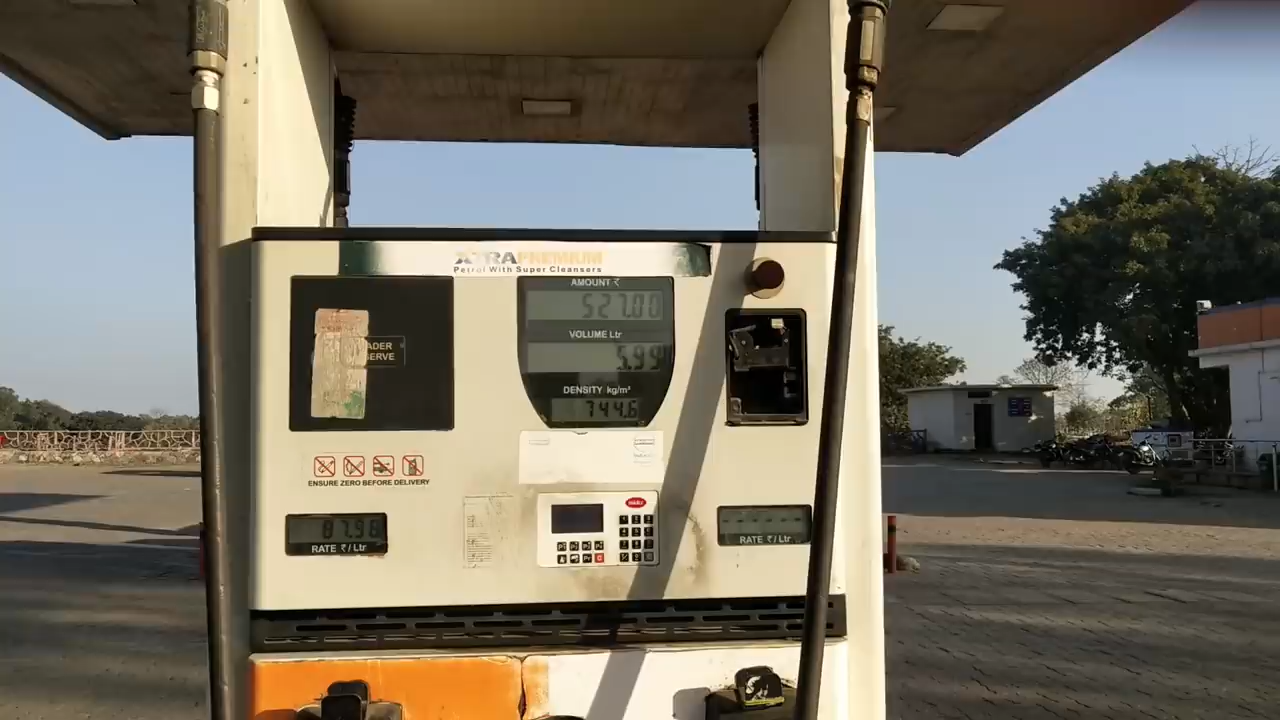 XTRAPREMIUM
Petrol With Super Cleansers
AMOUNT ₹
527.00
VOLUME Ltr
5.99
DENSITY kg/m³
744.6
ADER
SERVE
ENSURE ZERO BEFORE DELIVERY
87.98
RATE ₹/Ltr
RATE ₹/Ltr